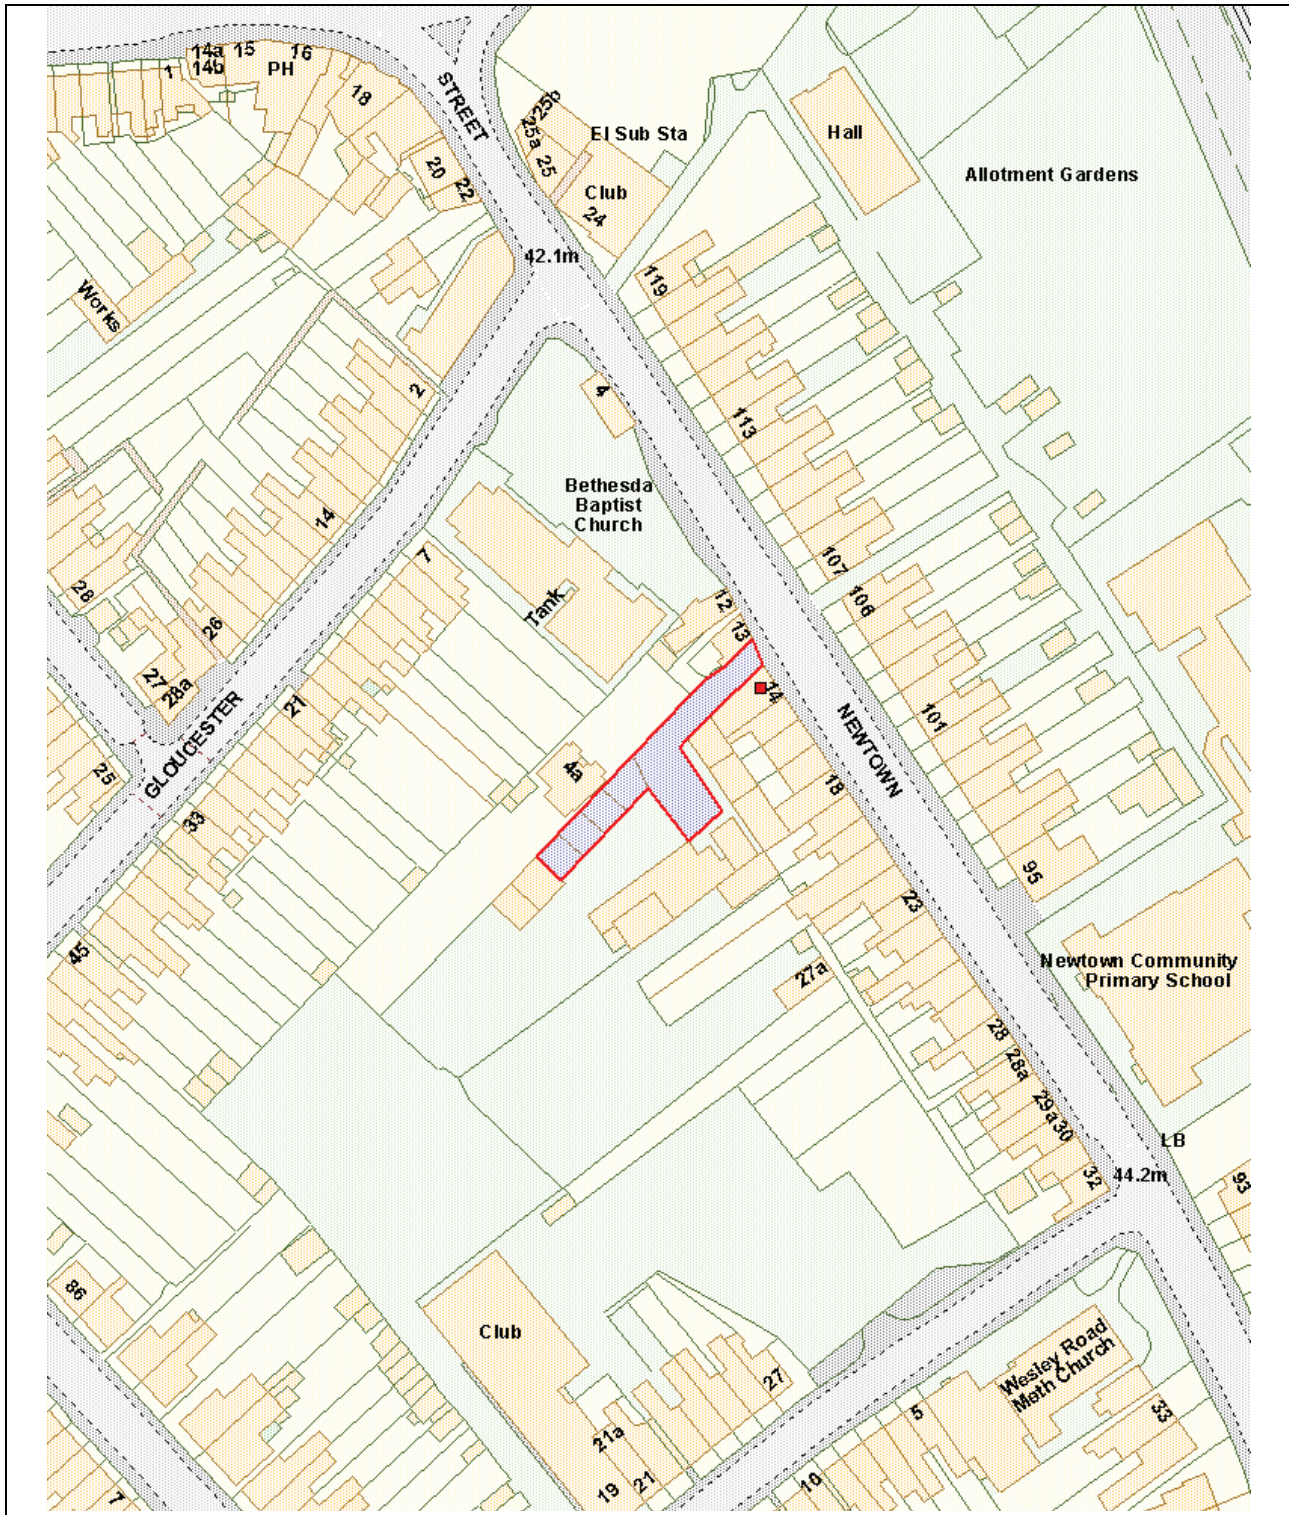 14a
15
16
14b
PH
1
18
STREET
25b
25a
25
El Sub Sta
Hall
20
22
Club
24
Allotment Gardens
42.1m
119
Works
2
4
113
14
Bethesda
Baptist
Church
7
107
28
26
Tank
12
13
106
27
28a
14
21
GLOUCESTER
NEWTOWN
101
25
4a
18
33
95
23
45
27a
Newtown Community
Primary School
28
28a
29a
30
LB
32
44.2m
93
86
Club
Wesley Road
Meth Church
27
5
33
21a
21
19
10
7